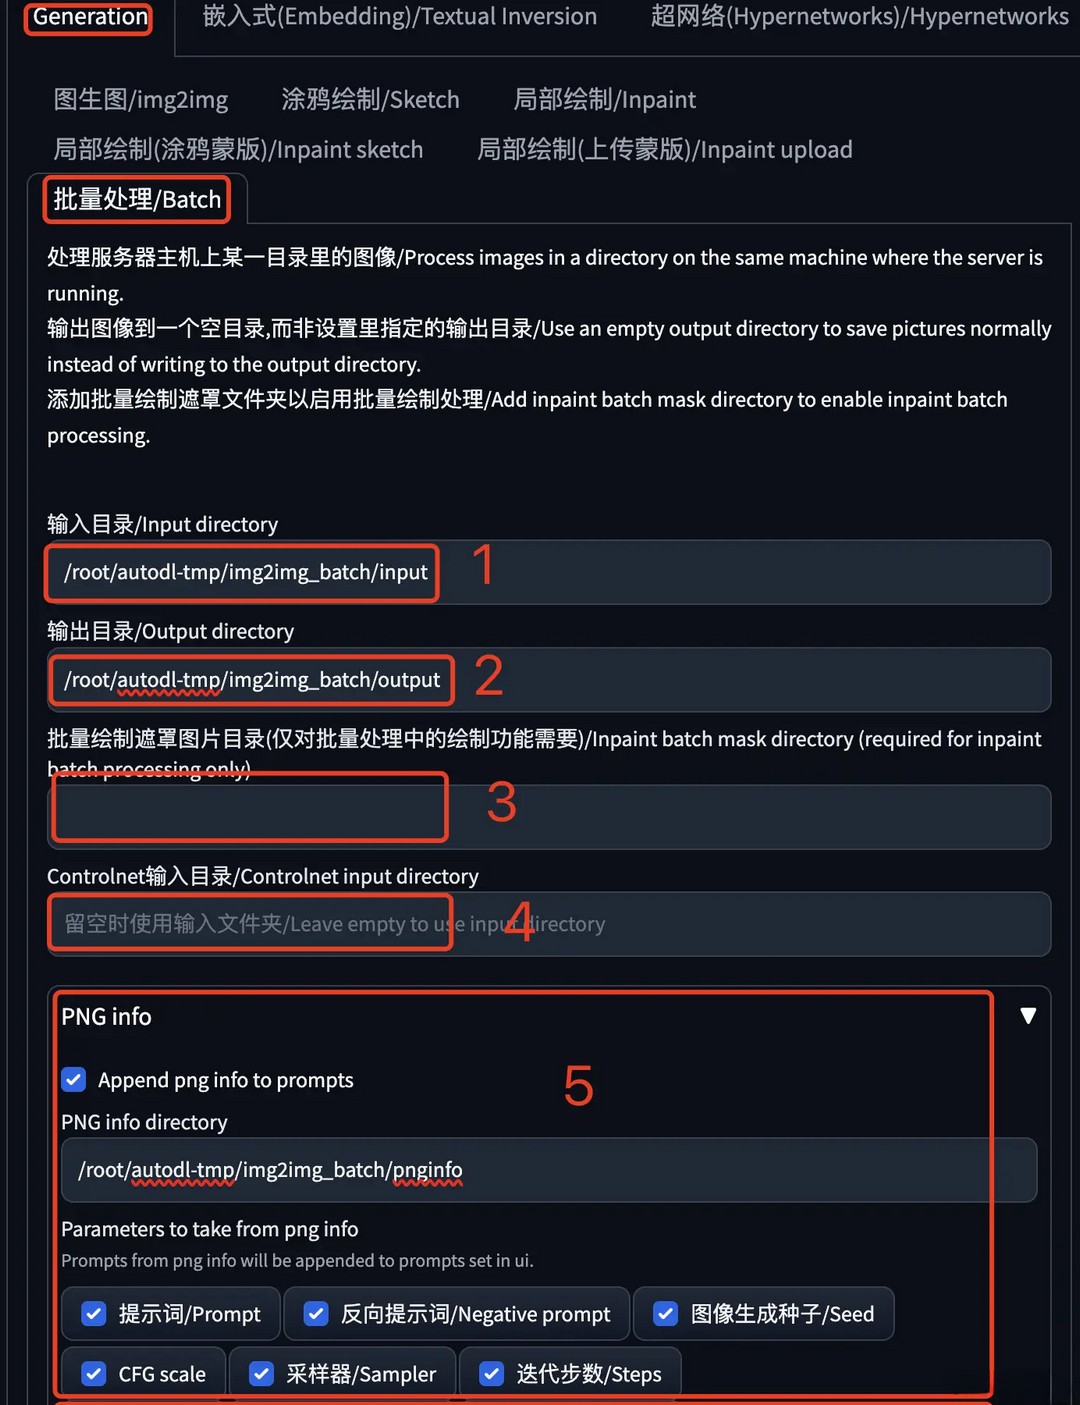 Generation
嵌入式(Embedding)/Textual Inversion
超网络(Hypernetworks)/Hypernetworks
图生图/img2img
涂鸦绘制/Sketch
局部绘制/Inpaint
局部绘制(涂鸦蒙版)/Inpaint sketch
局部绘制(上传蒙版)/Inpaint upload
批量处理/Batch
处理服务器主机上某一目录里的图像/Process images in a directory on the same machine where the server is
running.
输出图像到一个空目录,而非设置里指定的输出目录/Use an empty output directory to save pictures normally
instead of writing to the output directory.
添加批量绘制遮罩文件夹以启用批量绘制处理/Add inpaint batch mask directory to enable inpaint batch
processing.
输入目录/Input directory
/root/autodl-tmp/img2img_batch/input
1
输出目录/Output directory
/root/autodl-tmp/img2img_batch/output
2
批量绘制遮罩图片目录(仅对批量处理中的绘制功能需要)/Inpaint batch mask directory (required for inpaint
batch processing only)
3
Controlnet输入目录/Controlnet input directory
留空时使用输入文件夹/Leave empty to use input directory
4
PNG info
▼
5
Append png info to prompts
PNG info directory
/root/autodl-tmp/img2img_batch/pnginfo
Parameters to take from png info
Prompts from png info will be appended to prompts set in ui.
提示词/Prompt
反向提示词/Negative prompt
图像生成种子/Seed
CFG scale
采样器/Sampler
迭代步数/Steps